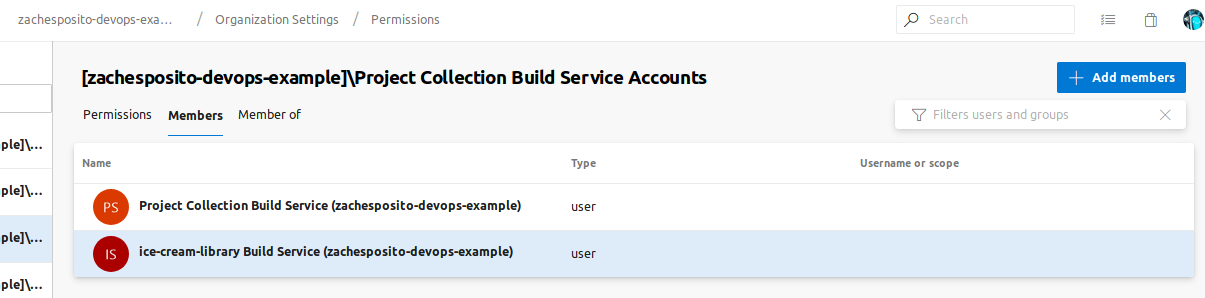 zachesposito-devops-exa... / Organization Settings / Permissions
Search
[zachesposito-devops-example]\Project Collection Build Service Accounts
Add members
Permissions Members Member of
Filters users and groups
Name Type Username or scope
PS Project Collection Build Service (zachesposito-devops-example) user
IS ice-cream-library Build Service (zachesposito-devops-example) user
ple]\...
ple]\...
ple]\...
ple]\...